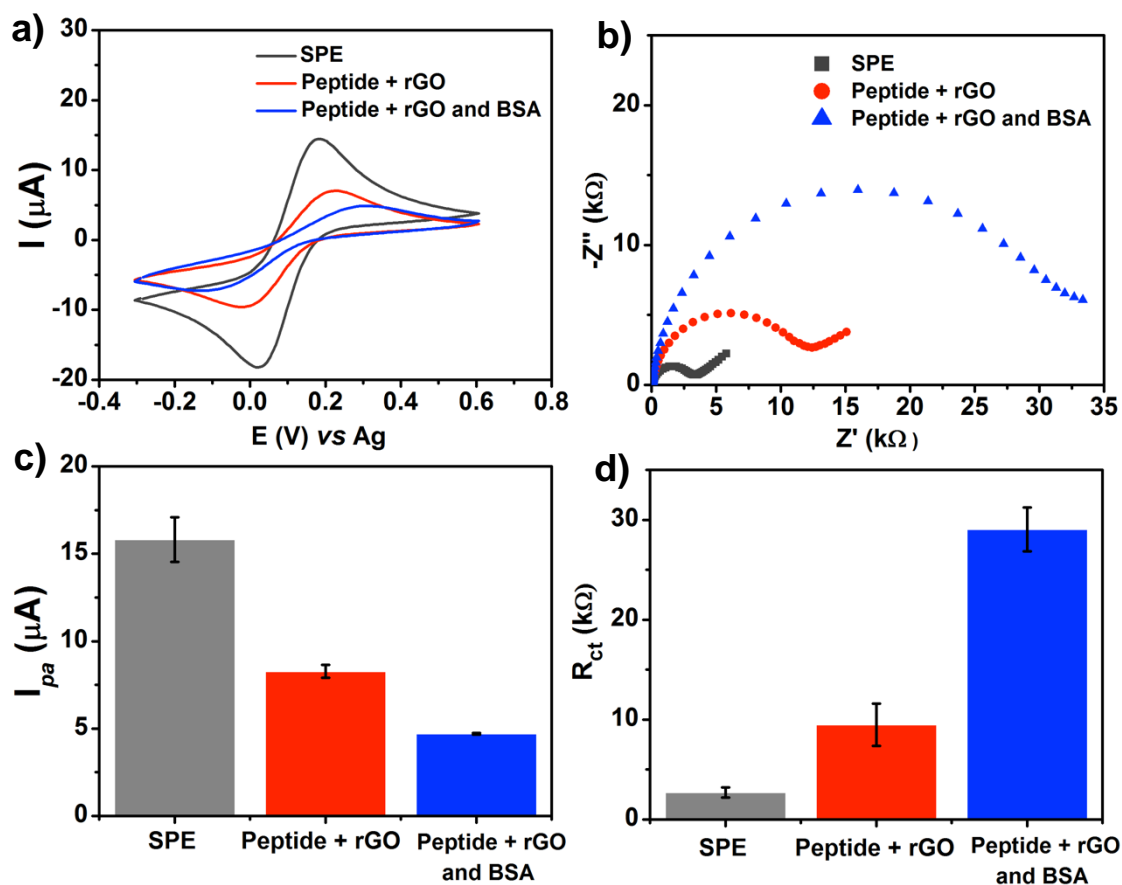 a)
I (μA)
30
20
10
0
-10
-20
SPE
Peptide + rGO
Peptide + rGO and BSA
-0.4 -0.2 0.0 0.2 0.4 0.6 0.8
E (V) vs Ag
b)
-Z'' (kΩ)
25
20
15
10
5
0
SPE
Peptide + rGO
Peptide + rGO and BSA
0 5 10 15 20 25 30 35
Z' (kΩ)
c)
Ipa (μA)
20
15
10
5
0
SPE
Peptide + rGO
Peptide + rGO
and BSA
d)
Rct (kΩ)
30
20
10
0
SPE
Peptide + rGO
Peptide + rGO
and BSA